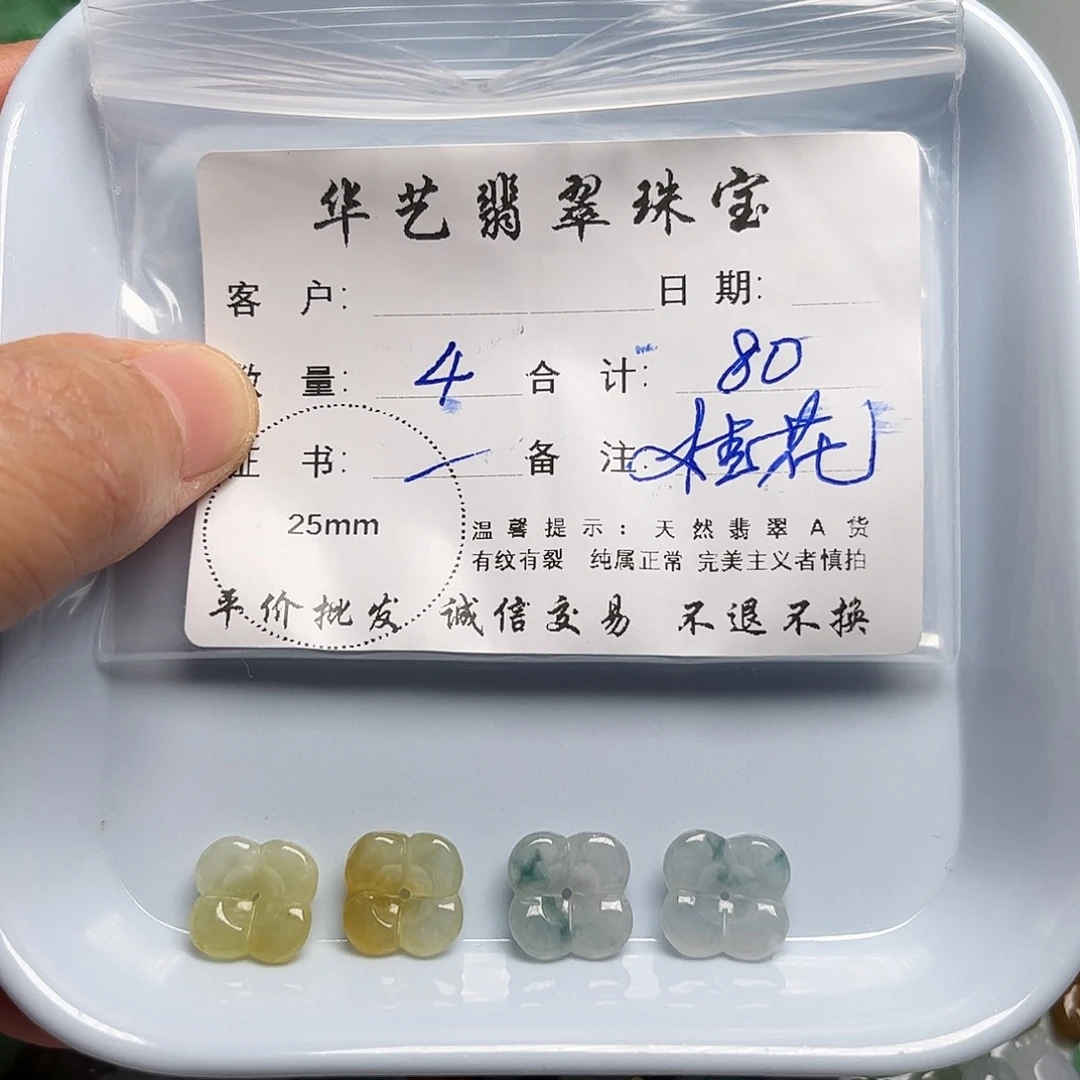 华艺翡翠珠宝
客户: 日期:
数量: 4 合计: 80
证书: 备注: 桂花
25mm
温馨提示: 天然翡翠A货
有纹有裂 纯属正常 完美主义者慎拍
平价批发 诚信交易 不退不换